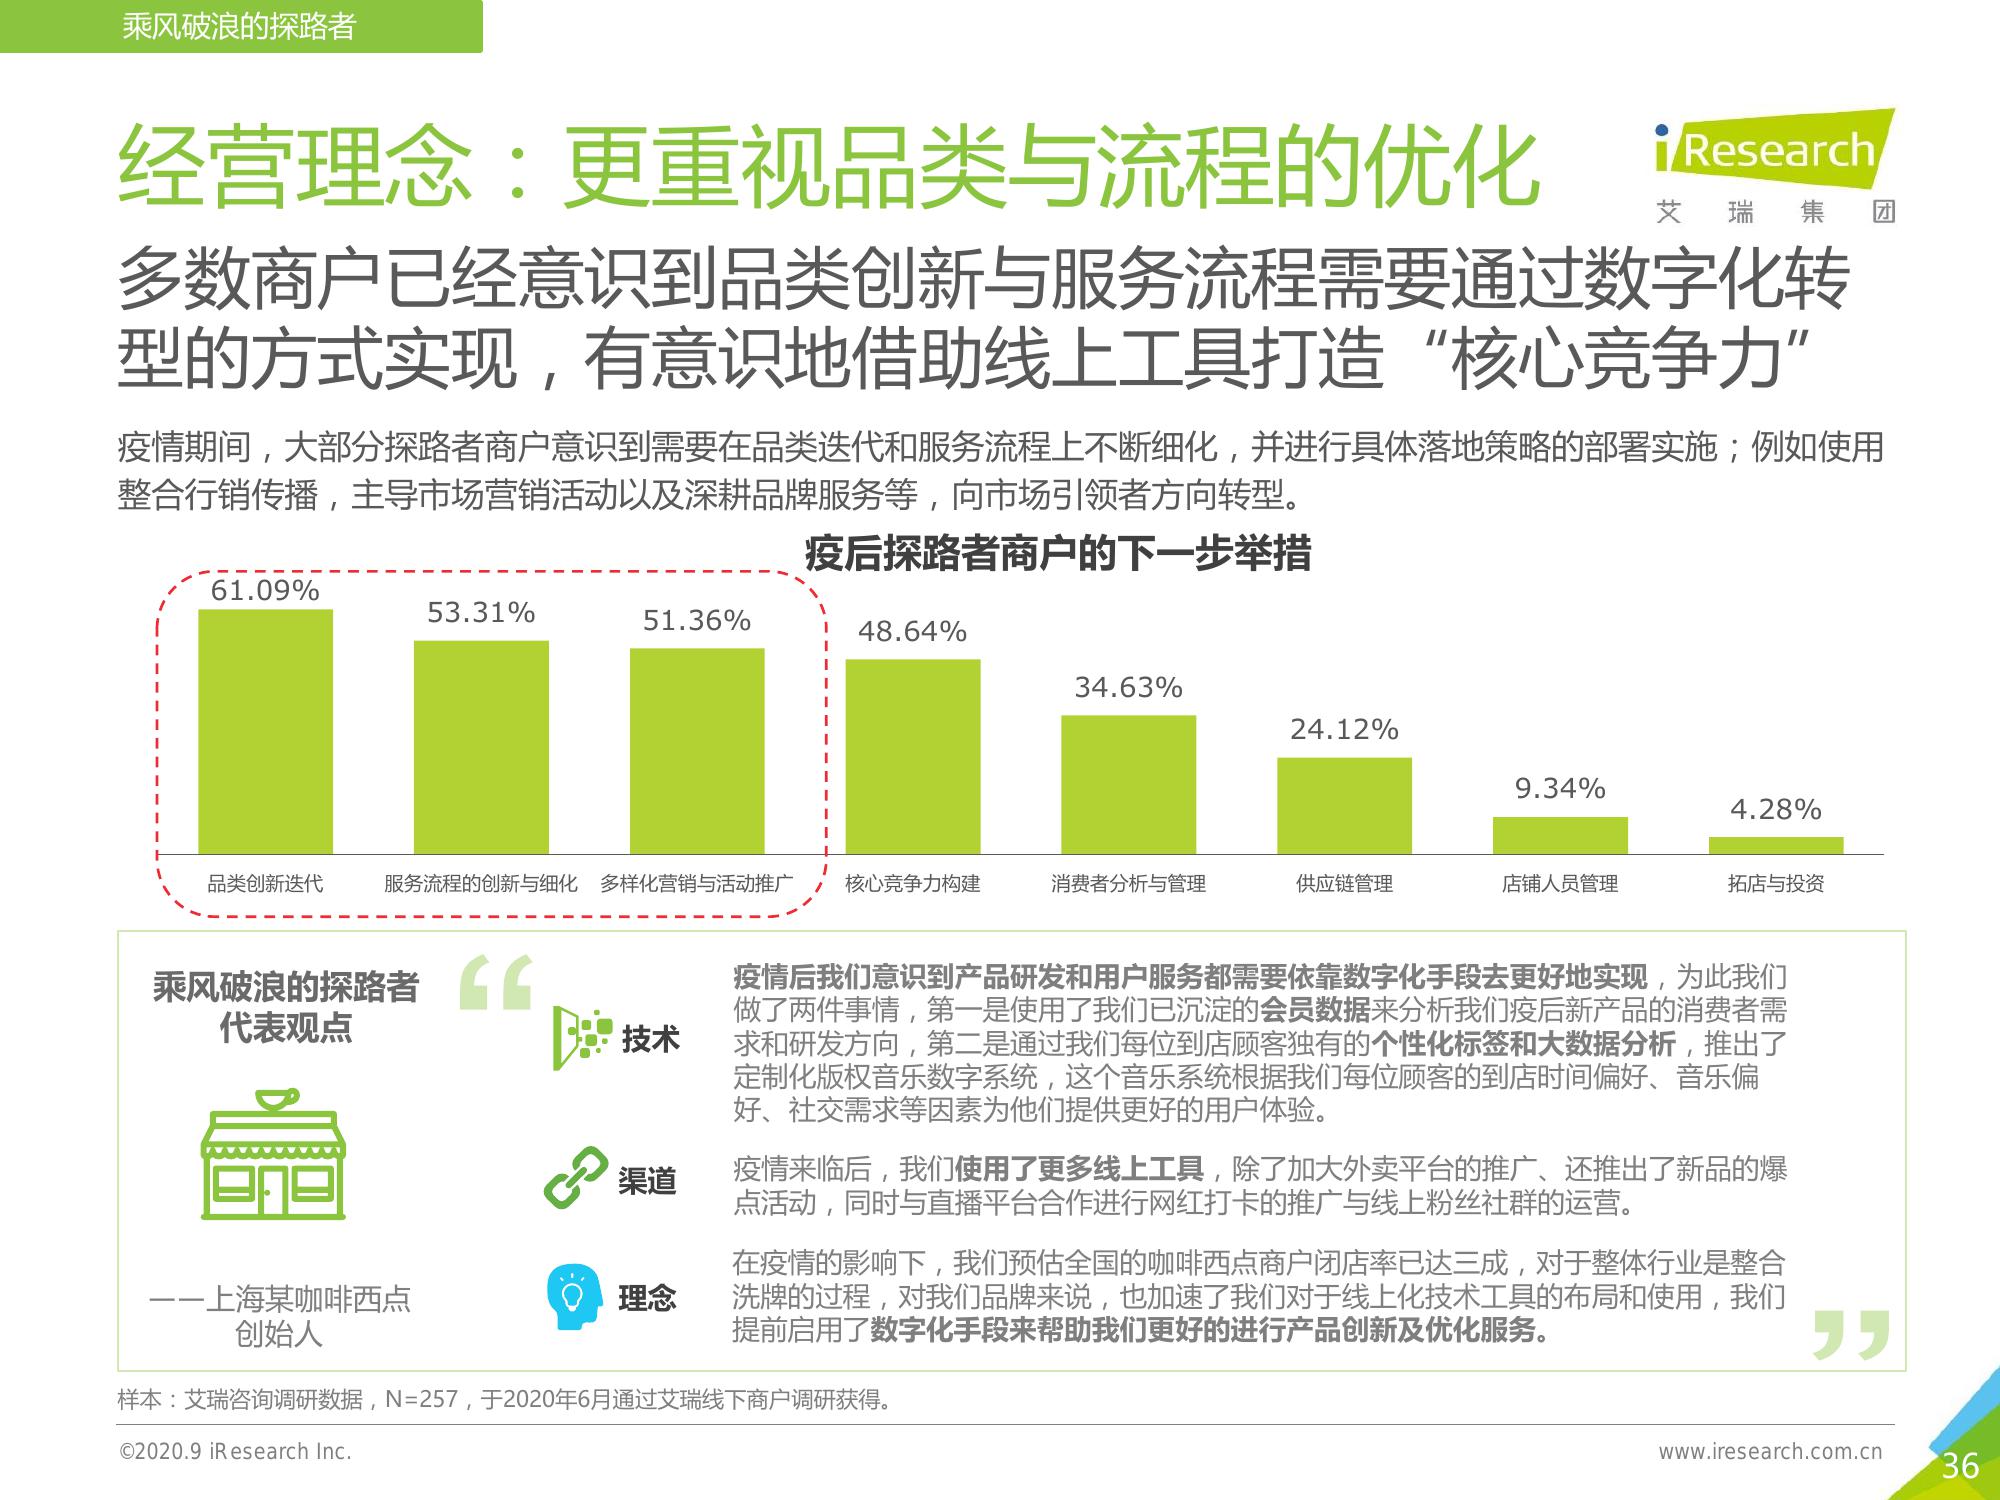 乘风破浪的探路者
经营理念：更重视品类与流程的优化
iResearch
艾瑞集团
多数商户已经意识到品类创新与服务流程需要通过数字化转
型的方式实现，有意识地借助线上工具打造“核心竞争力”
疫情期间，大部分探路者商户意识到需要在品类迭代和服务流程上不断细化，并进行具体落地策略的部署实施；例如使用
整合行销传播，主导市场营销活动以及深耕品牌服务等，向市场引领者方向转型。
疫后探路者商户的下一步举措
61.09%
53.31%
51.36%
48.64%
34.63%
24.12%
9.34%
4.28%
品类创新迭代
服务流程的创新与细化
多样化营销与活动推广
核心竞争力构建
消费者分析与管理
供应链管理
店铺人员管理
拓店与投资
乘风破浪的探路者
代表观点
——上海某咖啡西点
创始人
“
技术
疫情后我们意识到产品研发和用户服务都需要依靠数字化手段去更好地实现，为此我们
做了两件事情，第一是使用了我们已沉淀的会员数据来分析我们疫后新产品的消费者需
求和研发方向，第二是通过我们每位到店顾客独有的个性化标签和大数据分析，推出了
定制化版权音乐数字系统，这个音乐系统根据我们每位顾客的到店时间偏好、音乐偏
好、社交需求等因素为他们提供更好的用户体验。
渠道
疫情来临后，我们使用了更多线上工具，除了加大外卖平台的推广、还推出了新品的爆
点活动，同时与直播平台合作进行网红打卡的推广与线上粉丝社群的运营。
理念
在疫情的影响下，我们预估全国的咖啡西点商户闭店率已达三成，对于整体行业是整合
洗牌的过程，对我们品牌来说，也加速了我们对于线上化技术工具的布局和使用，我们
提前启用了数字化手段来帮助我们更好的进行产品创新及优化服务。
”
样本：艾瑞咨询调研数据，N=257，于2020年6月通过艾瑞线下商户调研获得。
©2020.9 iResearch Inc.
www.iresearch.com.cn
36